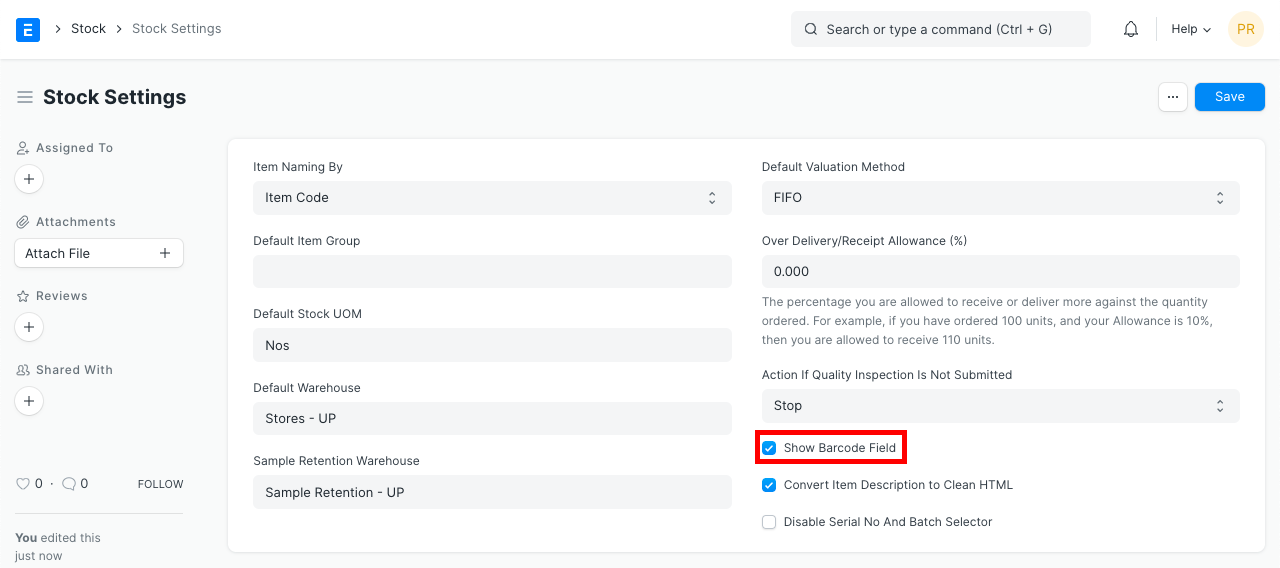 E
Stock
Stock Settings
Search or type a command (Ctrl + G)
Help
PR
Stock Settings
···
Save
Assigned To
Attachments
Attach File
Reviews
Shared With
0 · 0
FOLLOW
You edited this
just now
Item Naming By
Item Code
Default Item Group
Default Stock UOM
Nos
Default Warehouse
Stores - UP
Sample Retention Warehouse
Sample Retention - UP
Default Valuation Method
FIFO
Over Delivery/Receipt Allowance (%)
0.000
The percentage you are allowed to receive or deliver more against the quantity
ordered. For example, if you have ordered 100 units, and your Allowance is 10%,
then you are allowed to receive 110 units.
Action If Quality Inspection Is Not Submitted
Stop
Show Barcode Field
Convert Item Description to Clean HTML
Disable Serial No And Batch Selector